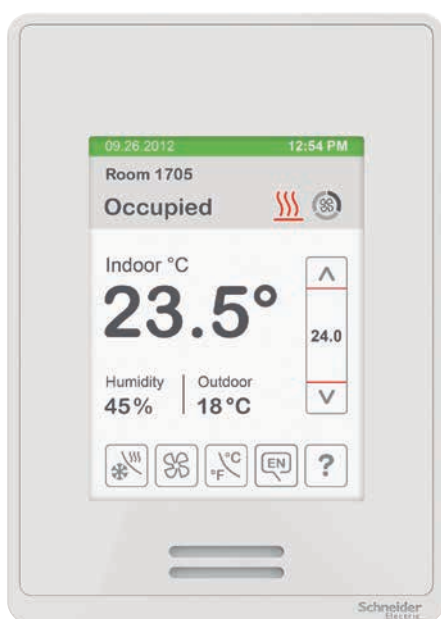 09.26.2012 12:54 PM
Room 1705
Occupied
Indoor °C
23.5°
24.0
Humidity Outdoor
45% 18°C
°F °C EN ?
Schneider
Electric